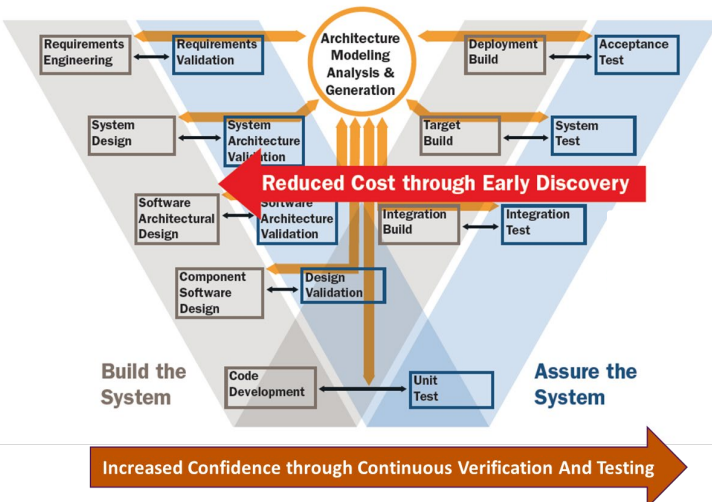 Architecture
Modeling
Analysis &
Generation
Requirements
Engineering
Requirements
Validation
Deployment
Build
Acceptance
Test
System
Design
System
Architecture
Validation
Target
Build
System
Test
Reduced Cost through Early Discovery
Software
Architectural
Design
Software
Architecture
Validation
Integration
Build
Integration
Test
Component
Software
Design
Design
Validation
Build the
System
Code
Development
Unit
Test
Assure the
System
Increased Confidence through Continuous Verification And Testing